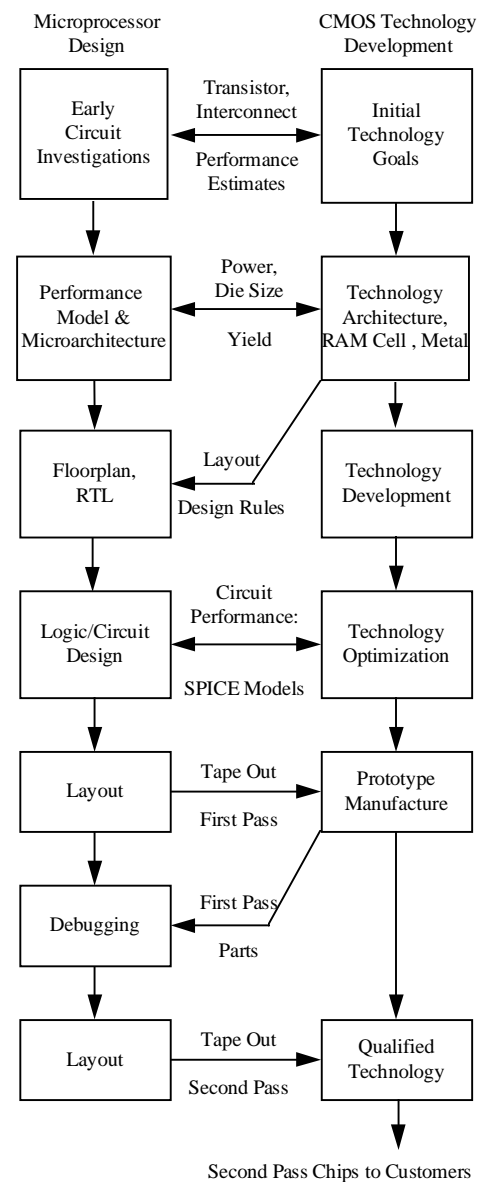 Microprocessor
Design
CMOS Technology
Development
Early
Circuit
Investigations
Transistor,
Interconnect
Performance
Estimates
Initial
Technology
Goals
Performance
Model &
Microarchitecture
Power,
Die Size
Yield
Technology
Architecture,
RAM Cell , Metal
Floorplan,
RTL
Layout
Design Rules
Technology
Development
Logic/Circuit
Design
Circuit
Performance:
SPICE Models
Technology
Optimization
Layout
Tape Out
First Pass
Prototype
Manufacture
Debugging
First Pass
Parts
Layout
Tape Out
Second Pass
Qualified
Technology
Second Pass Chips to Customers